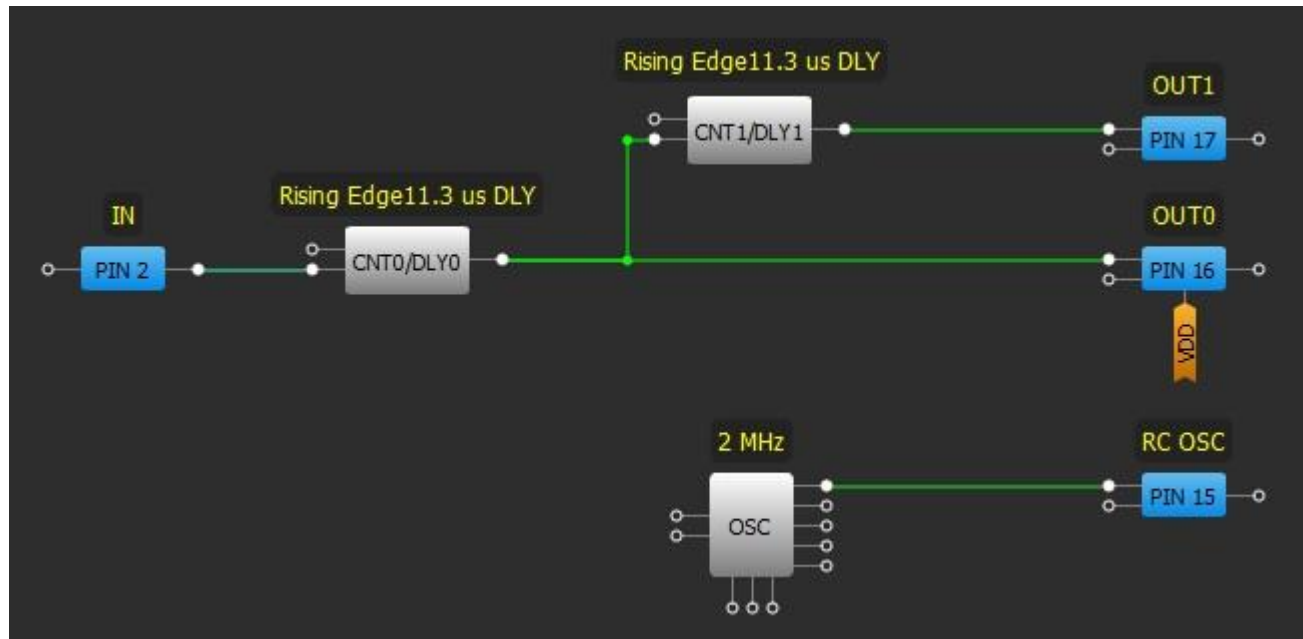 Rising Edge11.3 us DLY
OUT1
CNT1/DLY1
PIN 17
Rising Edge11.3 us DLY
IN
OUT0
PIN 2
CNT0/DLY0
PIN 16
VDD
2 MHz
RC OSC
OSC
PIN 15